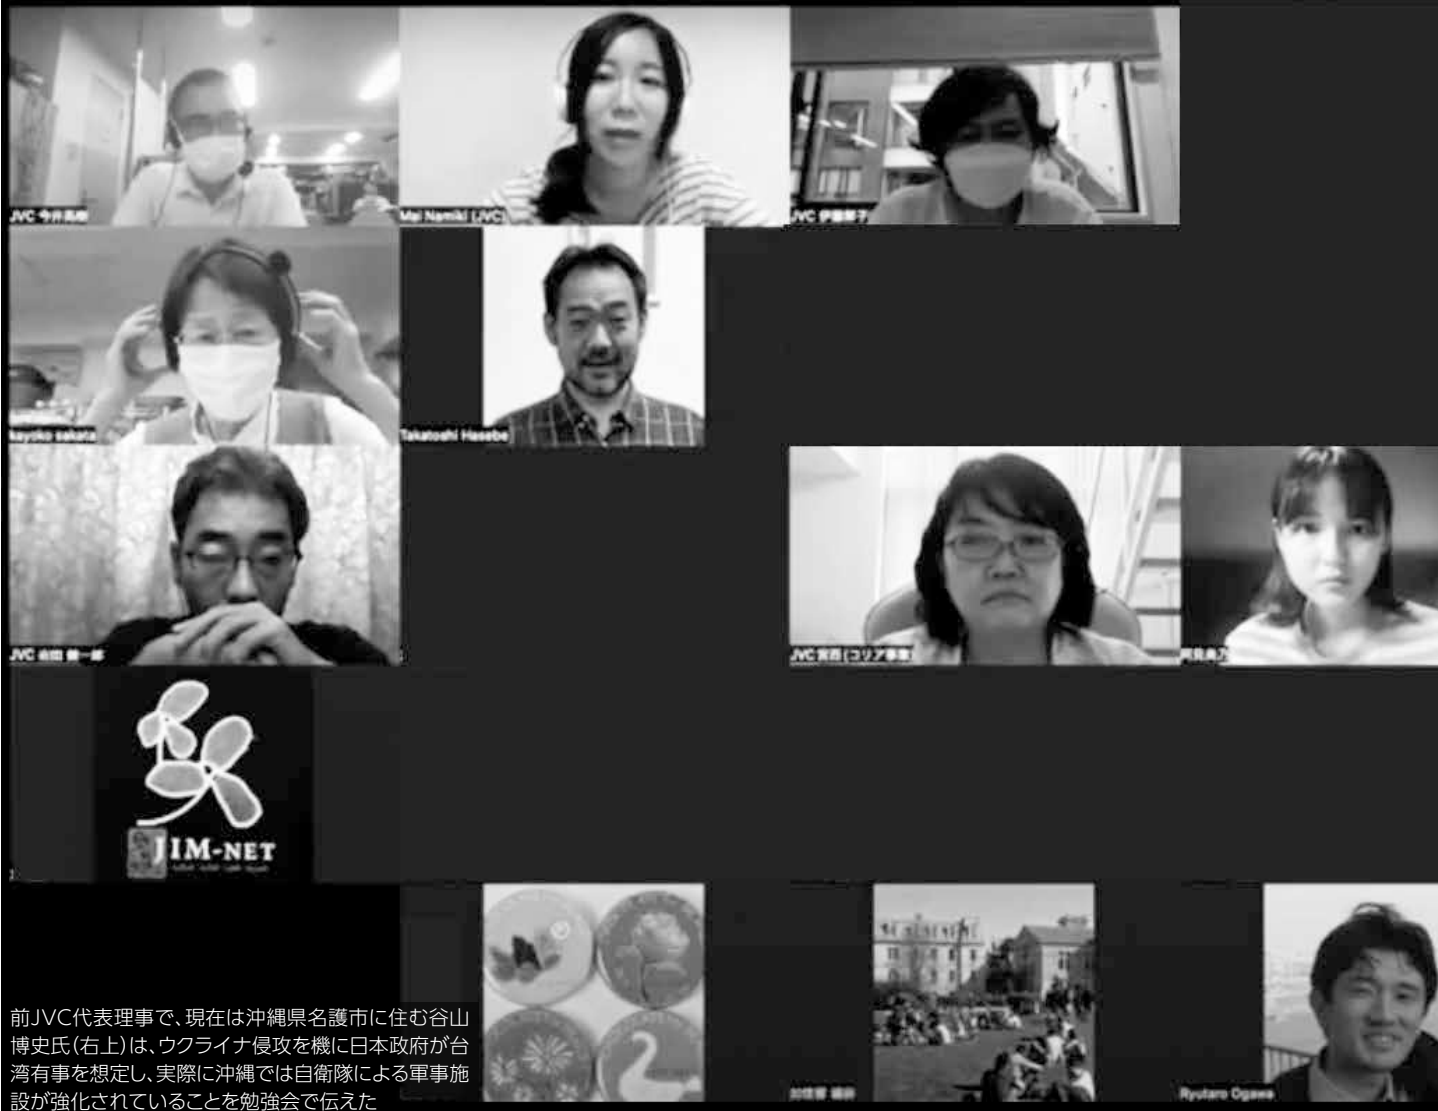 JVC 今井高樹
Mai Namiki (JVC)
JVC 伊藤解子
kayoko sakata
Takatoshi Hasebe
JVC
JVC 宮西(コリア事業)
JIM-NET
Ryutaro Ogawa
前JVC代表理事で、現在は沖縄県名護市に住む谷山
博史氏(右上)は、ウクライナ侵攻を機に日本政府が台
湾有事を想定し、実際に沖縄では自衛隊による軍事施
設が強化されていることを勉強会で伝えた